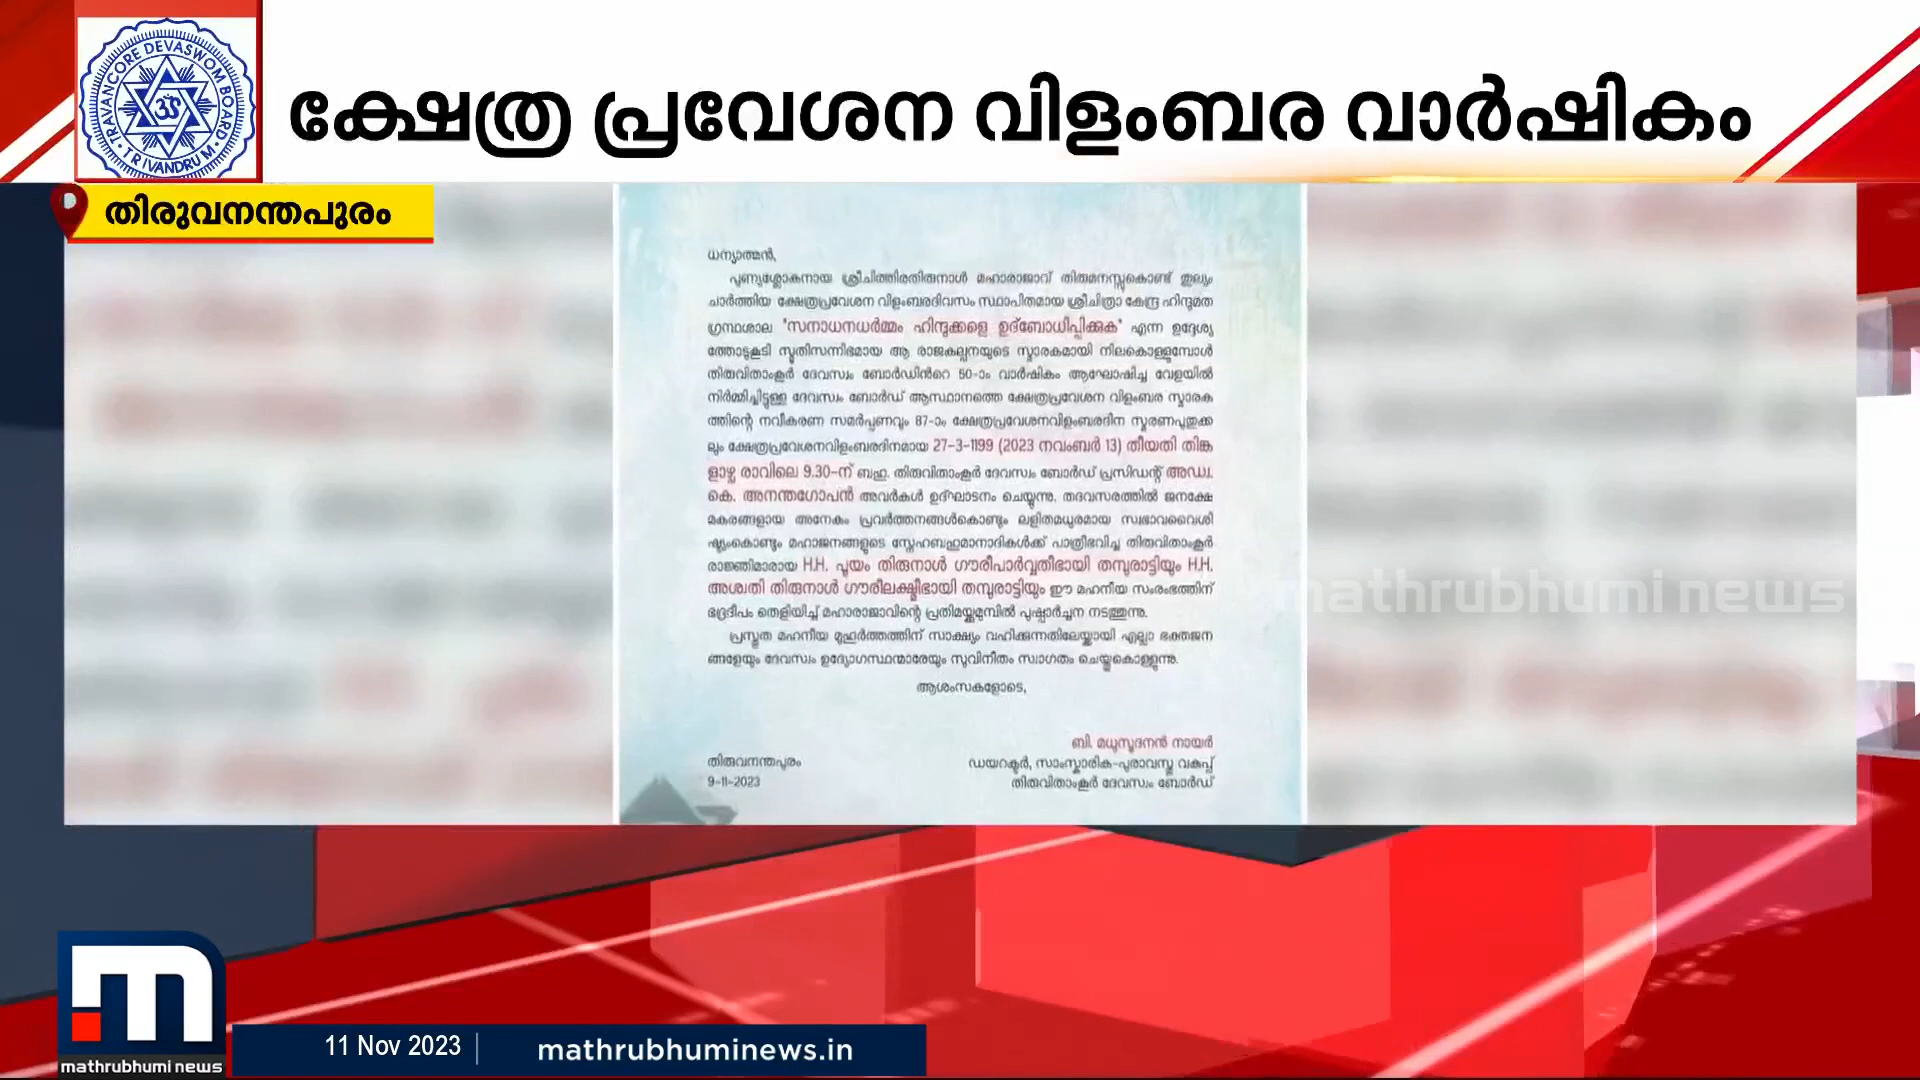 TRAVANCORE DEVASWOM BOARD
TRIVANDRUM
ക്ഷേത്ര പ്രവേശന വിളംബര വാർഷികം
തിരുവനന്തപുരം
ധന്യാത്മൻ,
പുണ്യശ്ലോകനായ ശ്രീചിത്തിരതിരുനാൾ മഹാരാജാവ് തിരുമനസ്സുകൊണ്ട് തുല്യം
ചാർത്തിയ ക്ഷേത്രപ്രവേശന വിളംബരദിവസം സ്ഥാപിതമായ ശ്രീചിത്രാ കേന്ദ്ര ഹിന്ദുമത
ഗ്രന്ഥശാല "സനാധനധർമ്മം ഹിന്ദുക്കളെ ഉദ്ബോധിപ്പിക്കുക" എന്ന ഉദ്ദേശ്യ
ത്തോടുകൂടി സ്മൃതിസന്നിഭമായ ആ രാജകല്പനയുടെ സ്മാരകമായി നിലകൊള്ളുമ്പോൾ
തിരുവിതാംകൂർ ദേവസ്വം ബോർഡിൻറെ 50-ാം വാർഷികം ആഘോഷിച്ച വേളയിൽ
നിർമ്മിച്ചിട്ടുള്ള ദേവസ്വം ബോർഡ് ആസ്ഥാനത്തെ ക്ഷേത്രപ്രവേശന വിളംബര സ്മാരക
ത്തിന്റെ നവീകരണ സമർപ്പണവും 87-ാം ക്ഷേത്രപ്രവേശനവിളംബരദിന സ്മരണപുതുക്ക
ലും ക്ഷേത്രപ്രവേശനവിളംബരദിനമായ 27-3-1199 (2023 നവംബർ 13) തീയതി തിങ്ക
ളാഴ്ച രാവിലെ 9.30-ന് ബഹു. തിരുവിതാംകൂർ ദേവസ്വം ബോർഡ് പ്രസിഡന്റ് അഡ്വ.
കെ. അനന്തഗോപൻ അവർകൾ ഉദ്ഘാടനം ചെയ്യുന്നു. തദവസരത്തിൽ ജനക്ഷേ
മകരങ്ങളായ അനേകം പ്രവർത്തനങ്ങൾകൊണ്ടും ലളിതമധുരമായ സ്വഭാവവൈശി
ഷ്ട്യംകൊണ്ടും മഹാജനങ്ങളുടെ സ്നേഹബഹുമാനാദികൾക്ക് പാത്രീഭവിച്ച തിരുവിതാംകൂർ
രാജ്ഞിമാരായ H.H. പൂയം തിരുനാൾ ഗൗരീപാർവ്വതീഭായി തമ്പുരാട്ടിയും H.H.
അശ്വതി തിരുനാൾ ഗൗരീലക്ഷ്മീഭായി തമ്പുരാട്ടിയും ഈ മഹനീയ സംരംഭത്തിന്
ഭദ്രദീപം തെളിയിച്ച് മഹാരാജാവിന്റെ പ്രതിമയ്ക്കുമുമ്പിൽ പുഷ്പാർച്ചന നടത്തുന്നു.
പ്രസ്തുത മഹനീയ മുഹൂർത്തത്തിന് സാക്ഷ്യം വഹിക്കുന്നതിലേയ്ക്കായി എല്ലാ ഭക്തജന
ങ്ങളേയും ദേവസ്വം ഉദ്യോഗസ്ഥന്മാരേയും സുവിനീതം സ്വാഗതം ചെയ്തുകൊള്ളുന്നു.
ആശംസകളോടെ,
ബി. മധുസൂദനൻ നായർ
തിരുവനന്തപുരം
ഡയറക്ടർ, സാംസ്കാരിക-പുരാവസ്തു വകുപ്പ്
9-11-2023
തിരുവിതാംകൂർ ദേവസ്വം ബോർഡ്
mathrubhumi news
mathrubhumi news
11 Nov 2023
mathrubhuminews.in